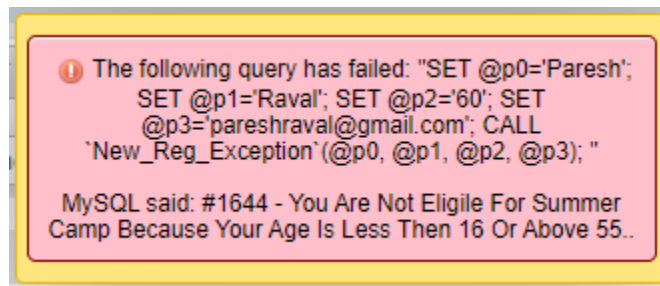 The following query has failed: "SET @p0='Paresh';
SET @p1='Raval'; SET @p2='60'; SET
@p3='pareshraval@gmail.com'; CALL
`New_Reg_Exception`(@p0, @p1, @p2, @p3); "
MySQL said: #1644 - You Are Not Eligile For Summer
Camp Because Your Age Is Less Then 16 Or Above 55..